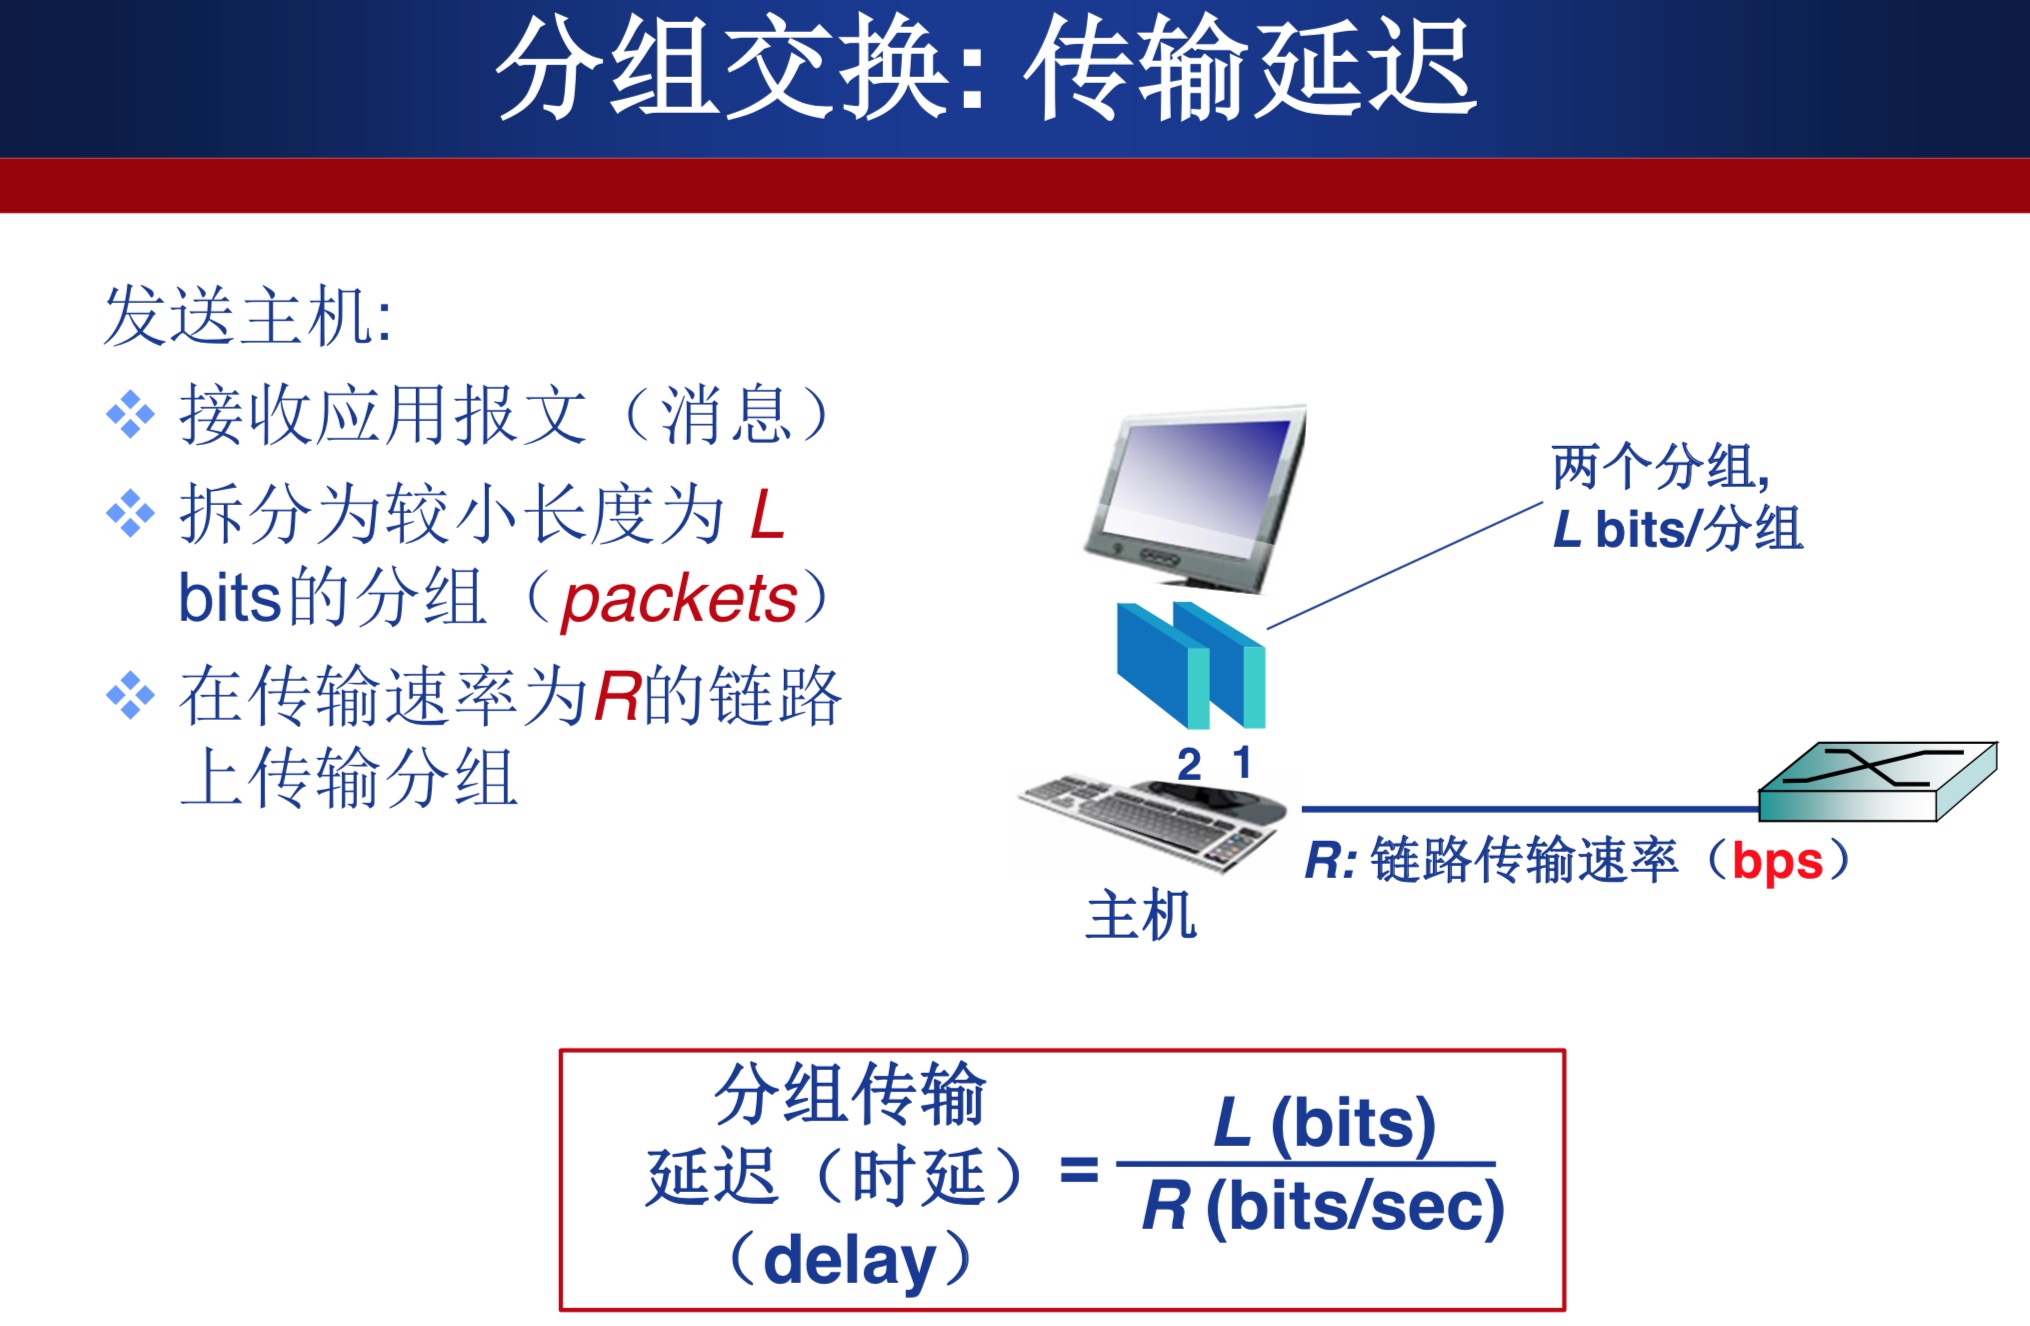 分组交换: 传输延迟
发送主机:
接收应用报文（消息）
拆分为较小长度为 L
bits的分组（packets）
在传输速率为R的链路
上传输分组
两个分组,
L bits/分组
2 1
R: 链路传输速率（bps）
主机
分组传输
延迟（时延）
（delay）
=
L (bits)
R (bits/sec)